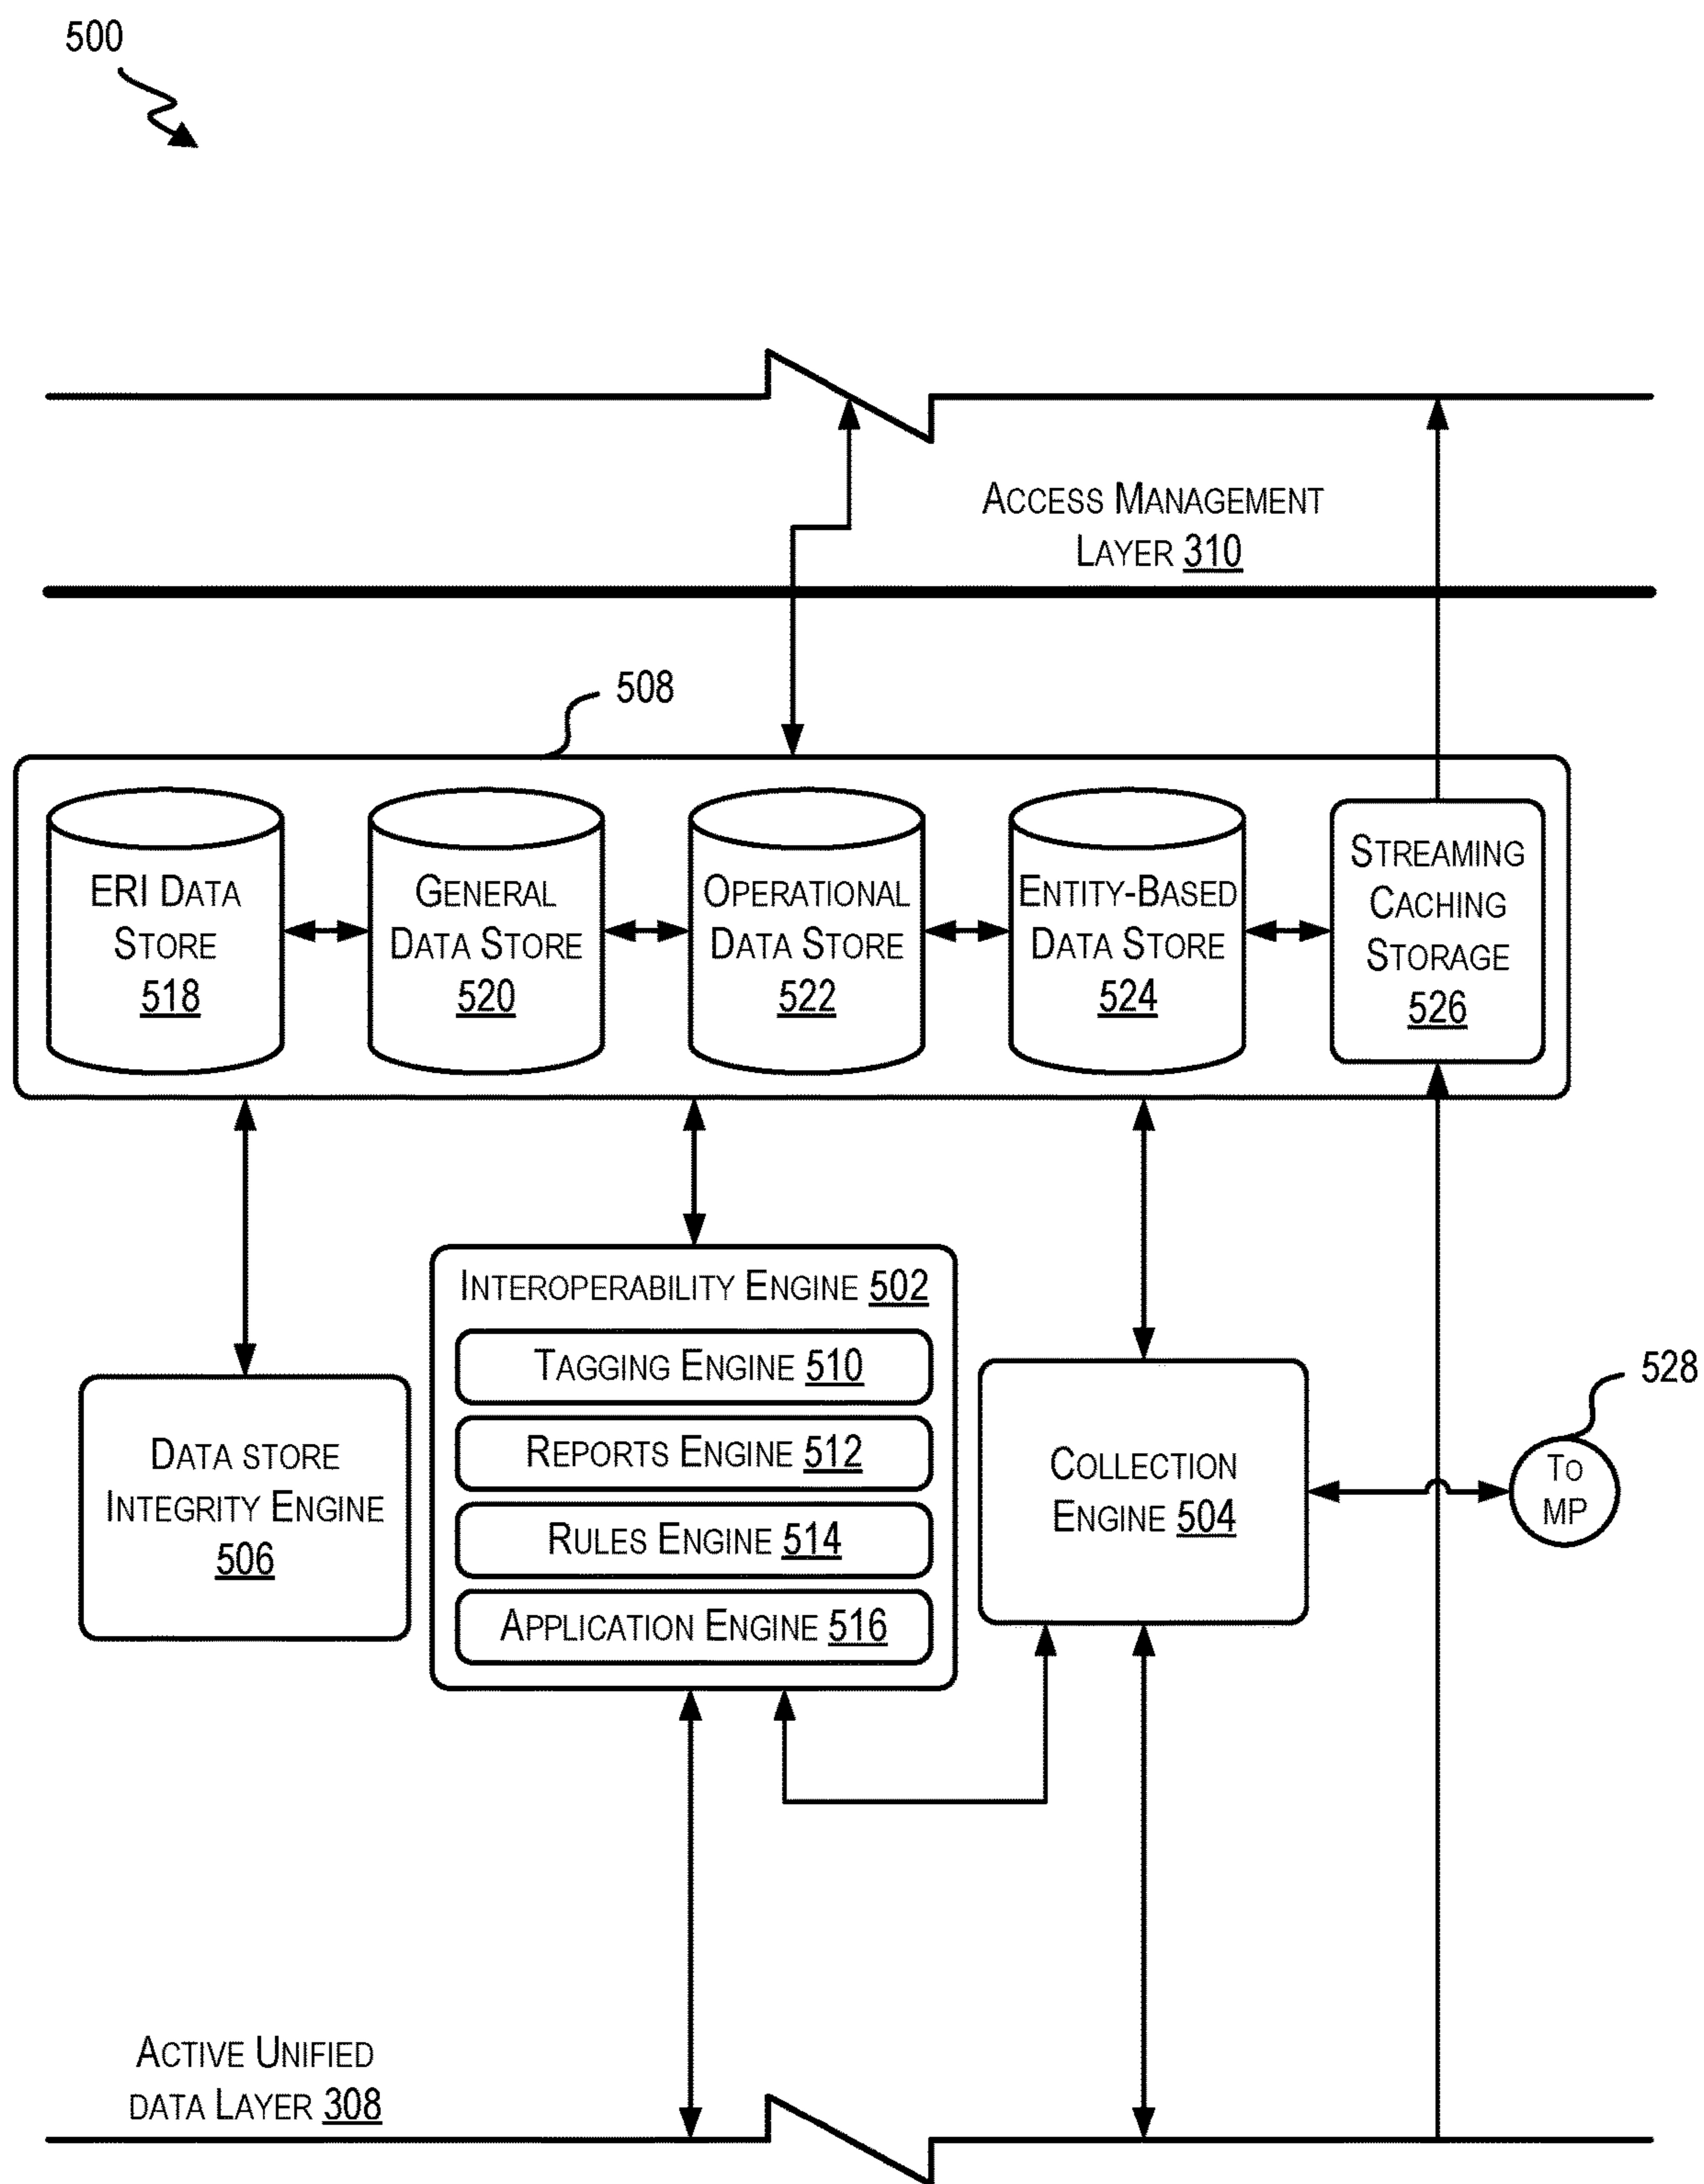 500
ACCESS MANAGEMENT
LAYER 310
508
ERI DATA
STORE
518
GENERAL
DATA STORE
520
OPERATIONAL
DATA STORE
522
ENTITY-BASED
DATA STORE
524
STREAMING
CACHING
STORAGE
526
INTEROPERABILITY ENGINE 502
TAGGING ENGINE 510
REPORTS ENGINE 512
RULES ENGINE 514
APPLICATION ENGINE 516
DATA STORE
INTEGRITY ENGINE
506
COLLECTION
ENGINE 504
528
TO
MP
ACTIVE UNIFIED
DATA LAYER 308